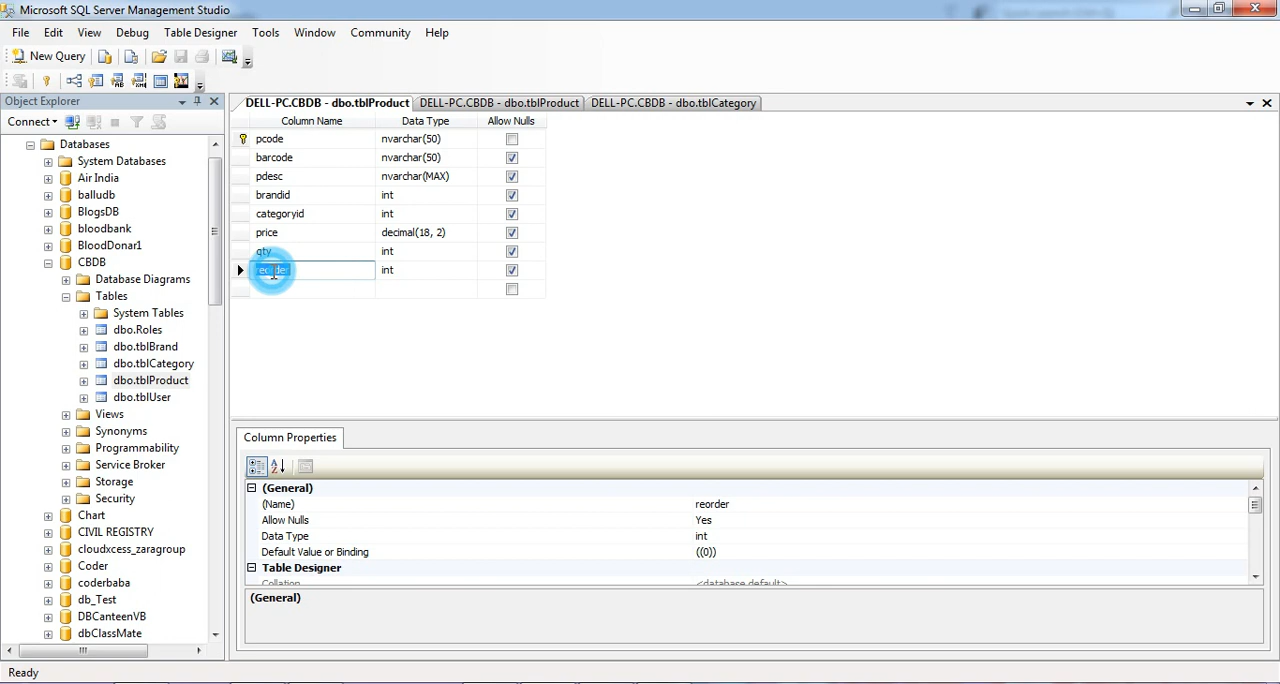 Microsoft SQL Server Management Studio
File Edit View Debug Table Designer Tools Window Community Help
New Query
Object Explorer
Connect
Databases
System Databases
Air India
balludb
BlogsDB
bloodbank
BloodDonar1
CBDB
Database Diagrams
Tables
System Tables
dbo.Roles
dbo.tblBrand
dbo.tblCategory
dbo.tblProduct
dbo.tblUser
Views
Synonyms
Programmability
Service Broker
Storage
Security
Chart
CIVIL REGISTRY
cloudxcess_zaragroup
Coder
coderbaba
db_Test
DBCanteenVB
dbClassMate
DELL-PC.CBDB - dbo.tblProduct DELL-PC.CBDB - dbo.tblProduct DELL-PC.CBDB - dbo.tblCategory
Column Name Data Type Allow Nulls
pcode nvarchar(50)
barcode nvarchar(50)
pdesc nvarchar(MAX)
brandid int
categoryid int
price decimal(18, 2)
qty int
reorder int
Column Properties
(General)
(Name) reorder
Allow Nulls Yes
Data Type int
Default Value or Binding ((0))
Table Designer
Collation <database default>
(General)
Ready